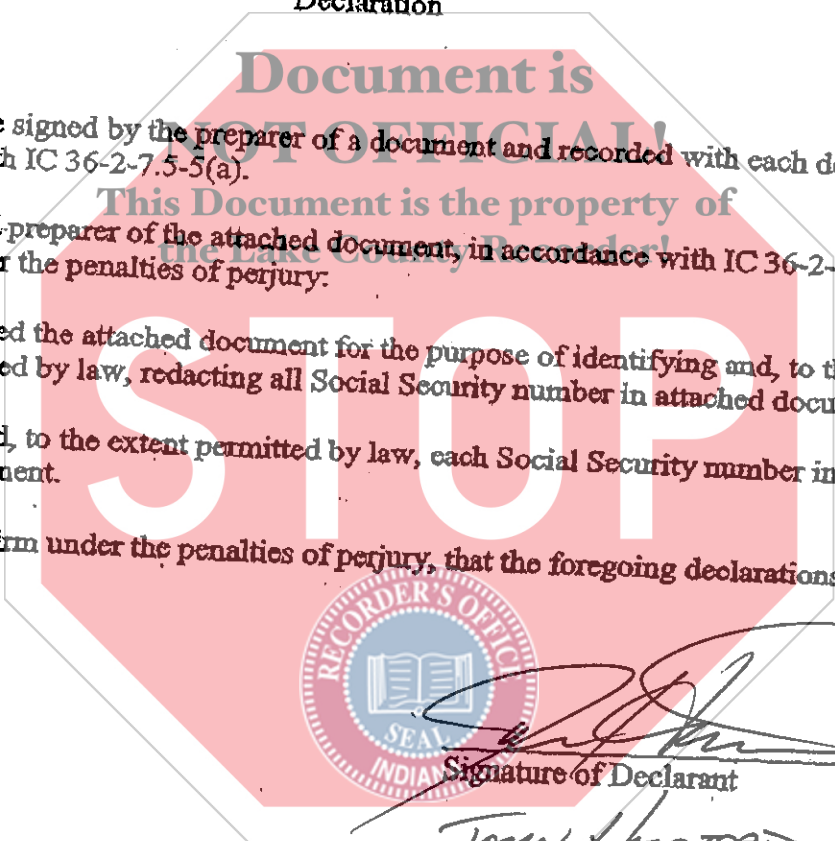 Declaration
Document is
NOT OFFICIAL!
e signed by the preparer of a document and recorded with each do
h IC 36-2-7.5-5(a).
This Document is the property of
the Lake County Recorder!
preparer of the attached document, in accordance with IC 36-2-
r the penalties of perjury:
STOP
ed the attached document for the purpose of identifying and, to th
ed by law, redacting all Social Security number in attached docu
d, to the extent permitted by law, each Social Security number in
ment.
irm under the penalties of perjury, that the foregoing declarations
RECORDER'S OFFICE
SEAL
INDIANA
Signature of Declarant